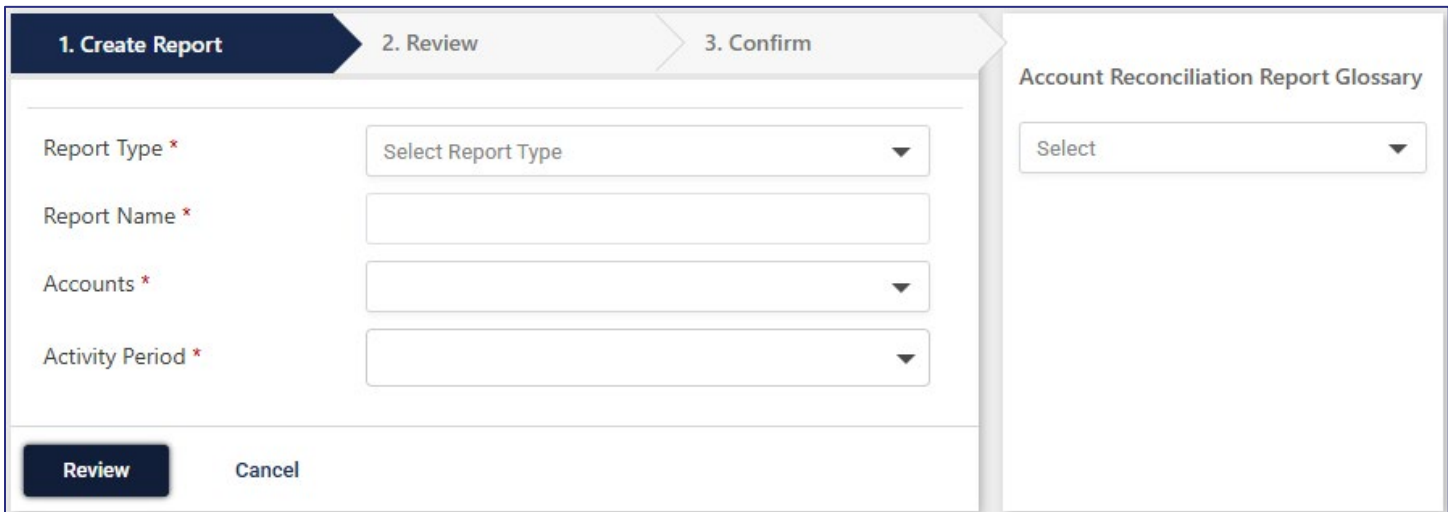 1. Create Report
2. Review
3. Confirm
Report Type *
Select Report Type
Report Name *
Accounts *
Activity Period *
Review
Cancel
Account Reconciliation Report Glossary
Select